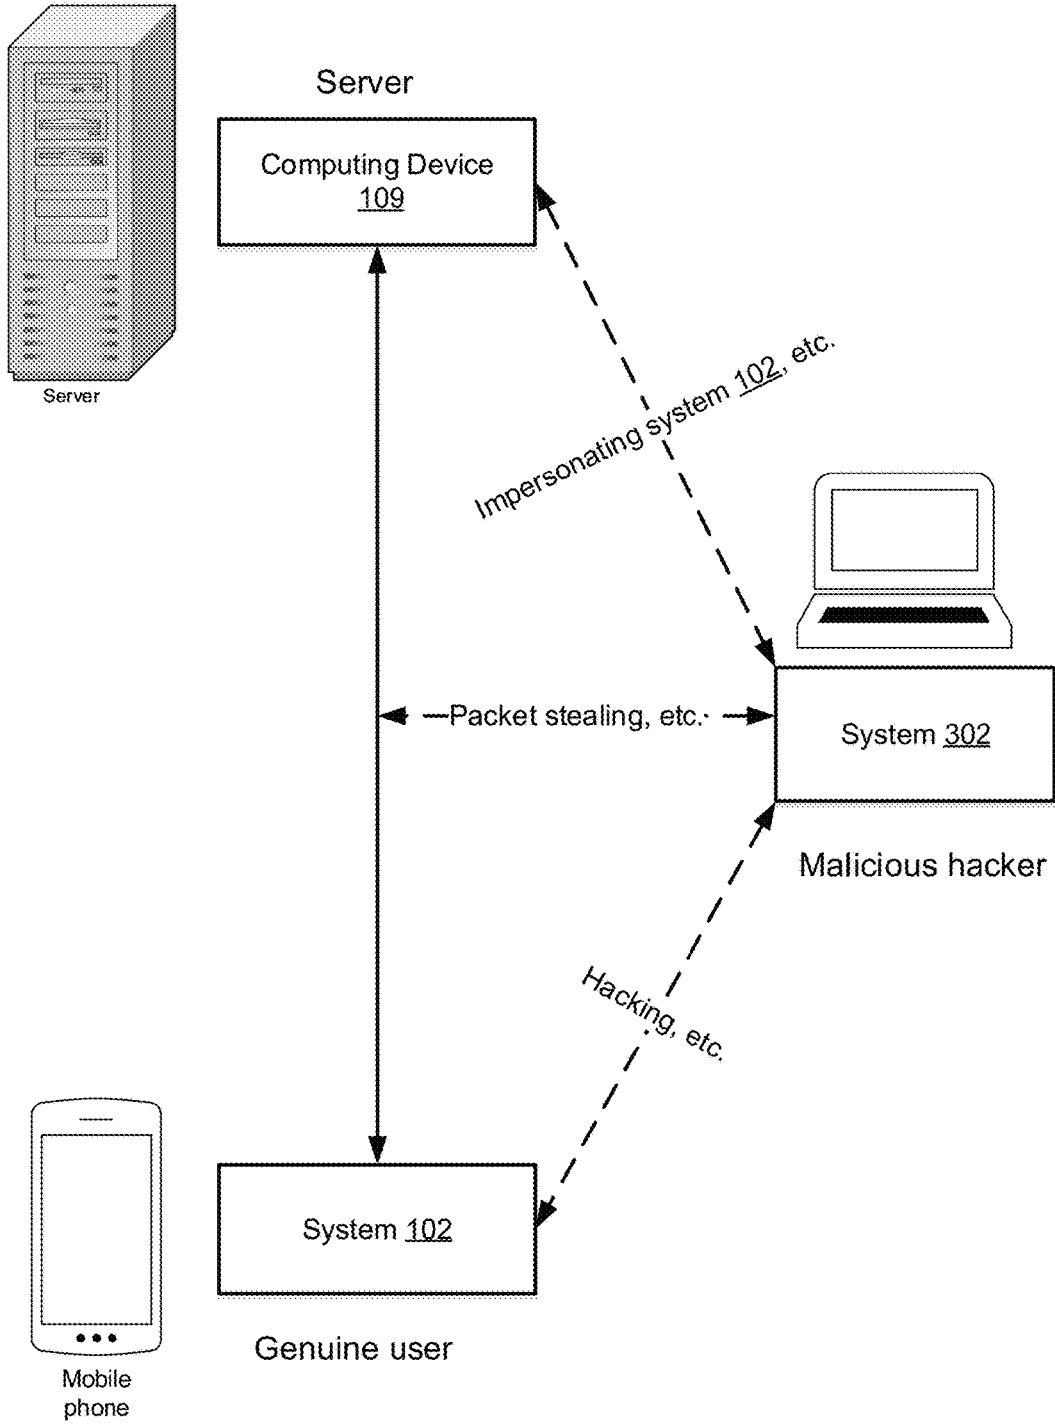 Server
Computing Device
109
Server
Impersonating system 102, etc.
Packet stealing, etc.
System 302
Malicious hacker
Hacking, etc.
System 102
Genuine user
Mobile
phone